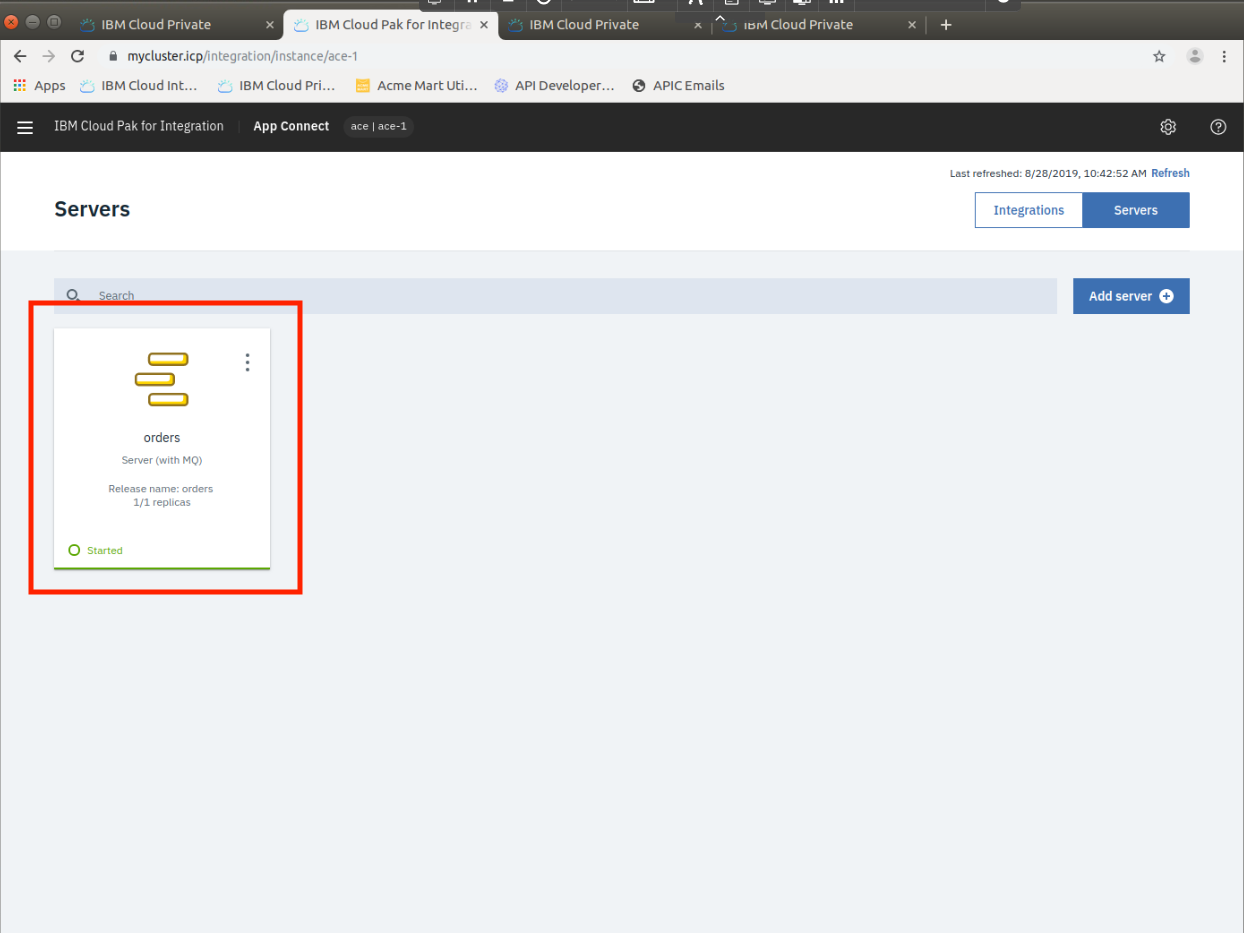 IBM Cloud Private
IBM Cloud Pak for Integra
IBM Cloud Private
IBM Cloud Private
mycluster.icp/integration/instance/ace-1
Apps
IBM Cloud Int...
IBM Cloud Pri...
Acme Mart Uti...
API Developer...
APIC Emails
IBM Cloud Pak for Integration
App Connect
ace | ace-1
Last refreshed: 8/28/2019, 10:42:52 AM Refresh
Servers
Integrations
Servers
Search
Add server
orders
Server (with MQ)
Release name: orders
1/1 replicas
Started